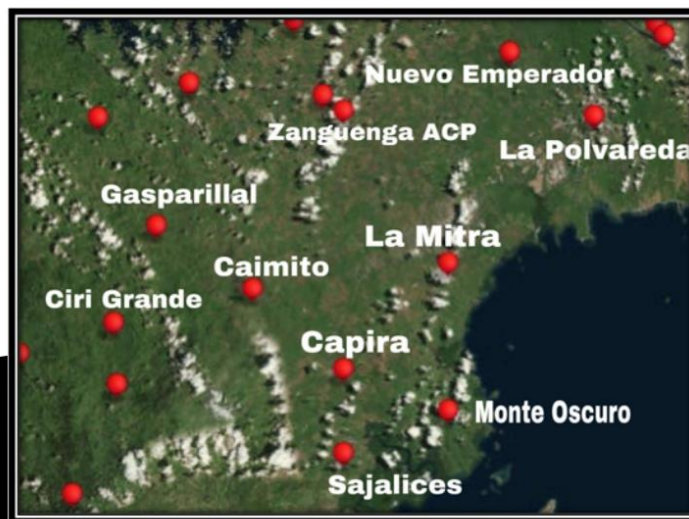 Nuevo Emperador
Zanguenga ACP
La Polvareda
Gasparillal
La Mitra
Caimito
Ciri Grande
Capira
Monte Oscuro
Sajalices